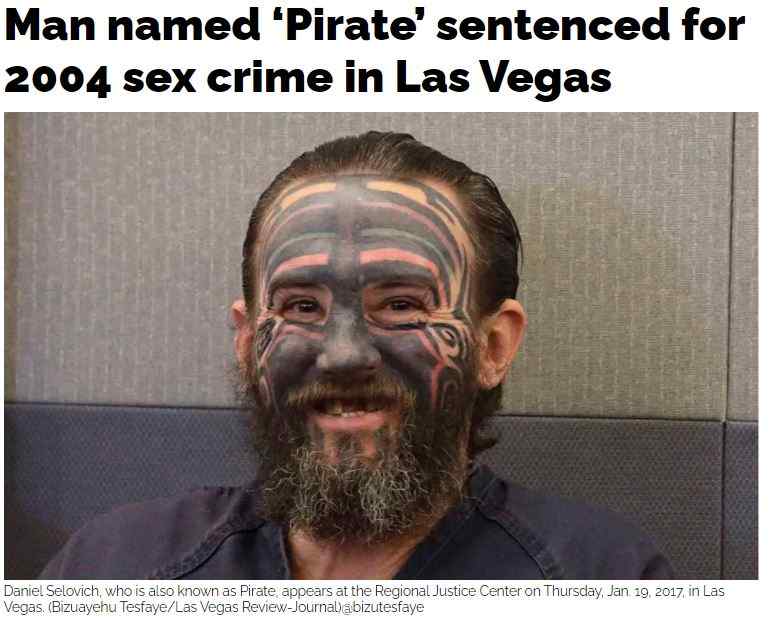 Man named ‘Pirate’ sentenced for
2004 sex crime in Las Vegas
Daniel Selovich, who is also known as Pirate, appears at the Regional Justice Center on Thursday, Jan. 19, 2017, in Las
Vegas. (Bizuayehu Tesfaye/Las Vegas Review-Journal)@bizutesfaye